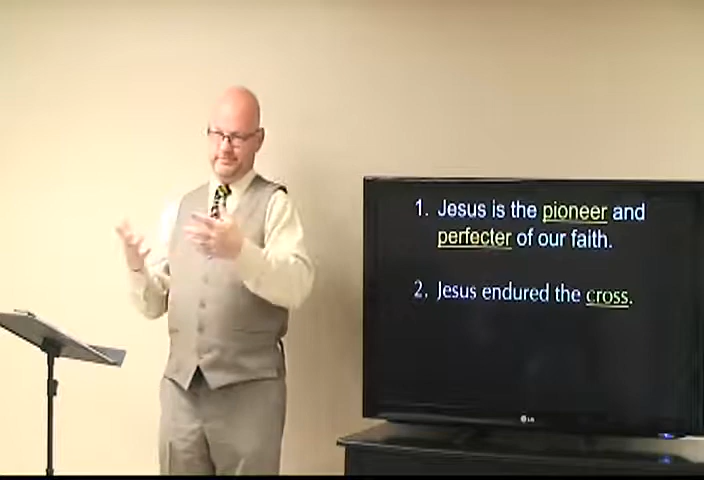 1. Jesus is the pioneer and
perfecter of our faith.
2. Jesus endured the cross.
LG